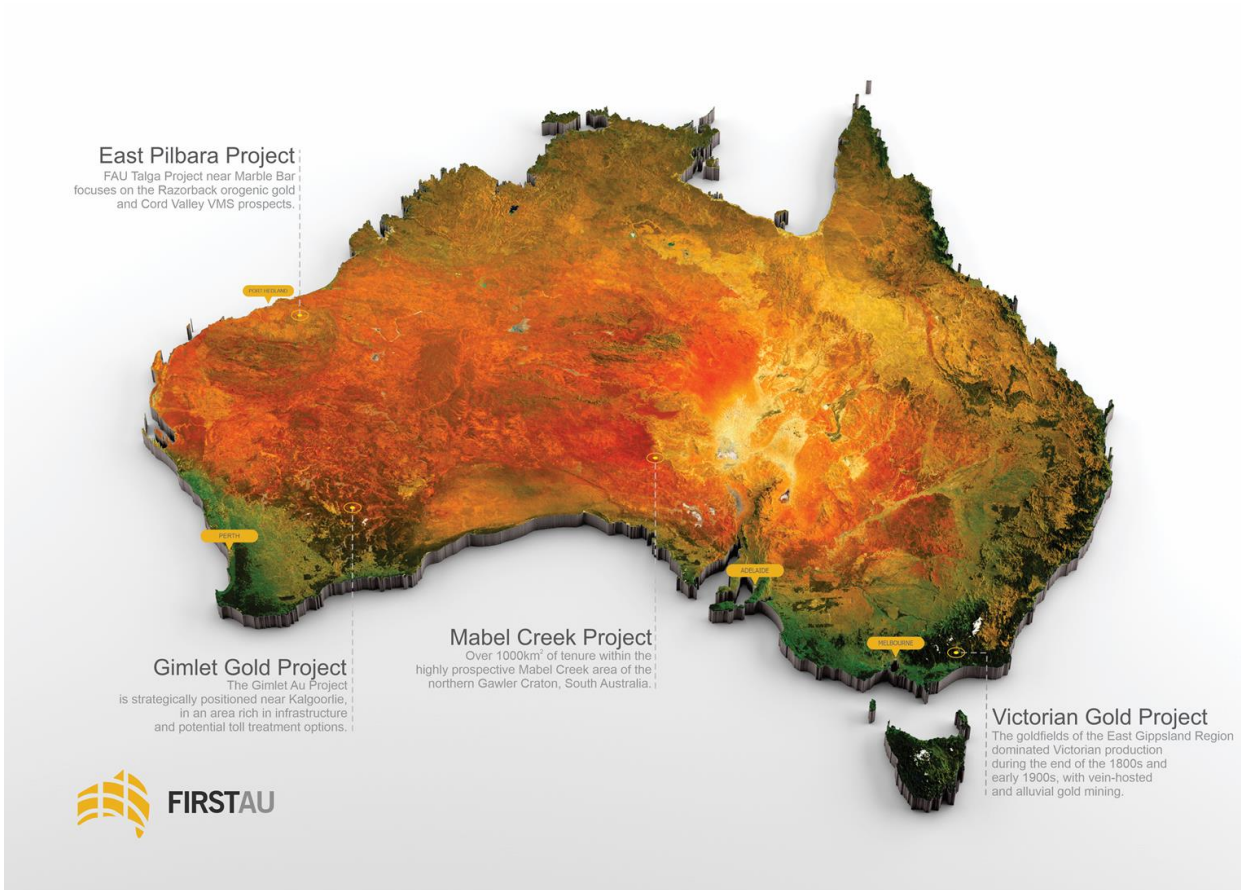 East Pilbara Project
FAU Talga Project near Marble Bar
focuses on the Razorback orogenic gold
and Cord Valley VMS prospects.
PORT HEDLAND
PERTH
ADELAIDE
MELBOURNE
Mabel Creek Project
Over 1000km² of tenure within the
highly prospective Mabel Creek area of the
northern Gawler Craton, South Australia.
Gimlet Gold Project
The Gimlet Au Project
is strategically positioned near Kalgoorlie,
in an area rich in infrastructure
and potential toll treatment options.
Victorian Gold Project
The goldfields of the East Gippsland Region
dominated Victorian production
during the end of the 1800s and
early 1900s, with vein-hosted
and alluvial gold mining.
FIRSTAU